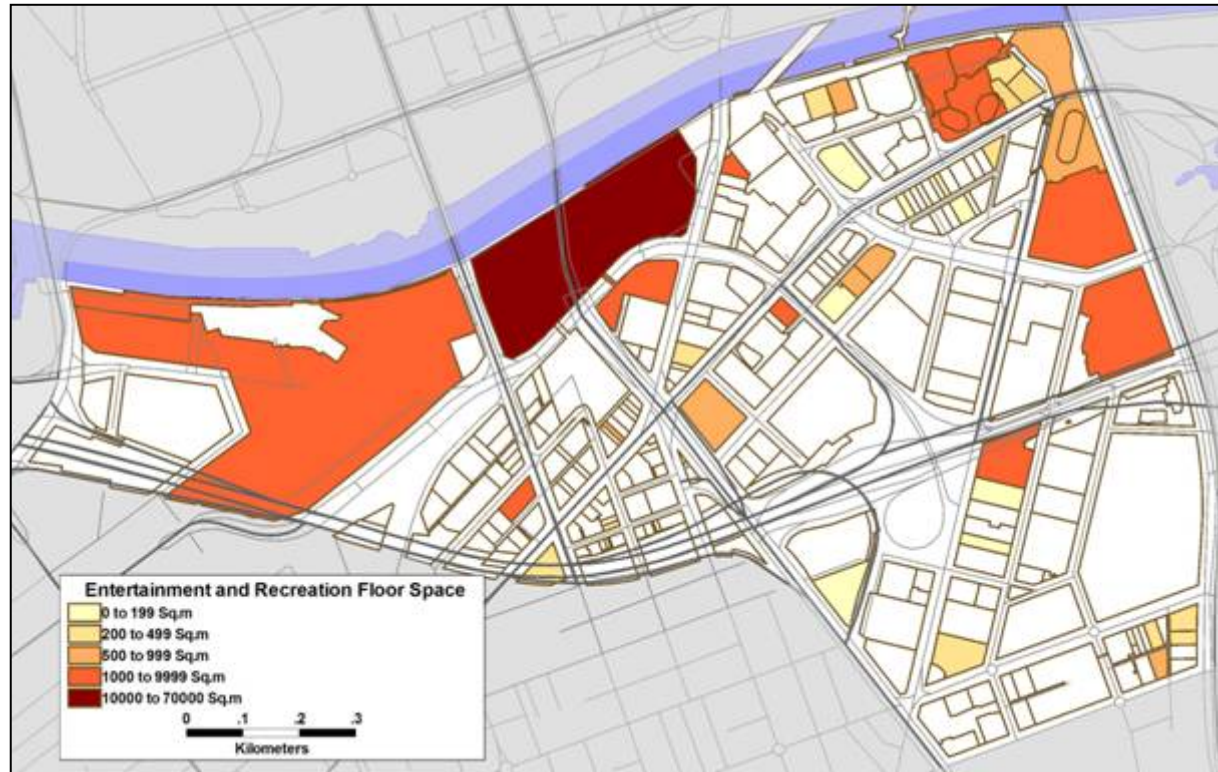 Entertainment and Recreation Floor Space
0 to 199 Sq.m
200 to 499 Sq.m
500 to 999 Sq.m
1000 to 9999 Sq.m
10000 to 70000 Sq.m
0 .1 .2 .3
Kilometers